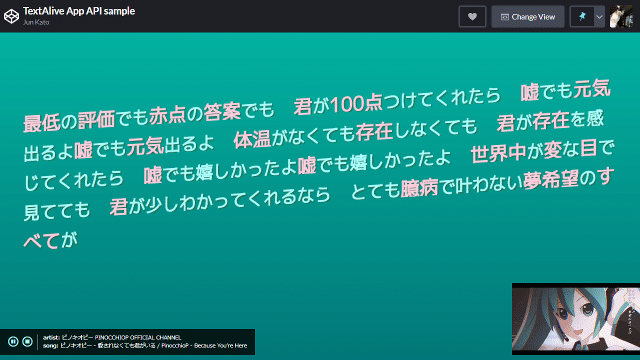 TextAlive App API sample
Jun Kato
Change View
最低の評価でも赤点の答案でも　君が100点つけてくれたら　嘘でも元気
出るよ嘘でも元気出るよ　体温がなくても存在しなくても　君が存在を感
じてくれたら　嘘でも嬉しかったよ嘘でも嬉しかったよ　世界中が変な目で
見てても　君が少しわかってくれるなら　とても臆病で叶わない夢希望のす
べてが
artist: ピノキオピー PINOCCHIOP OFFICIAL CHANNEL
song: ピノキオピー - 愛されなくても君がいる / PinocchioP - Because You're Here